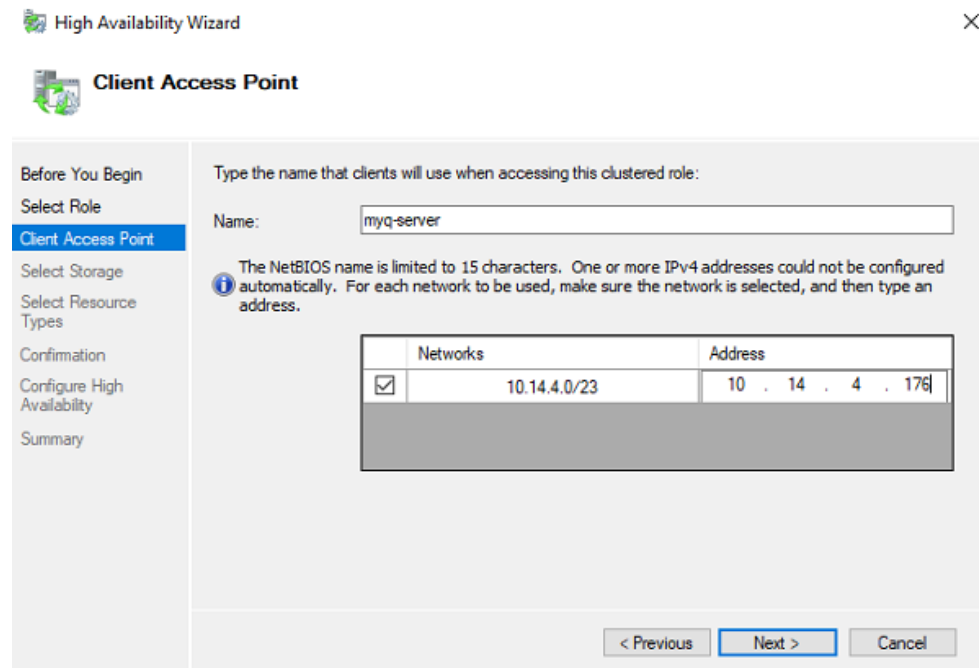 High Availability Wizard
Client Access Point
Before You Begin
Select Role
Client Access Point
Select Storage
Select Resource
Types
Confirmation
Configure High
Availability
Summary
Type the name that clients will use when accessing this clustered role:
Name: myq-server
The NetBIOS name is limited to 15 characters. One or more IPv4 addresses could not be configured
automatically. For each network to be used, make sure the network is selected, and then type an
address.
Networks Address
10.14.4.0/23 10 . 14 . 4 . 176
< Previous Next > Cancel